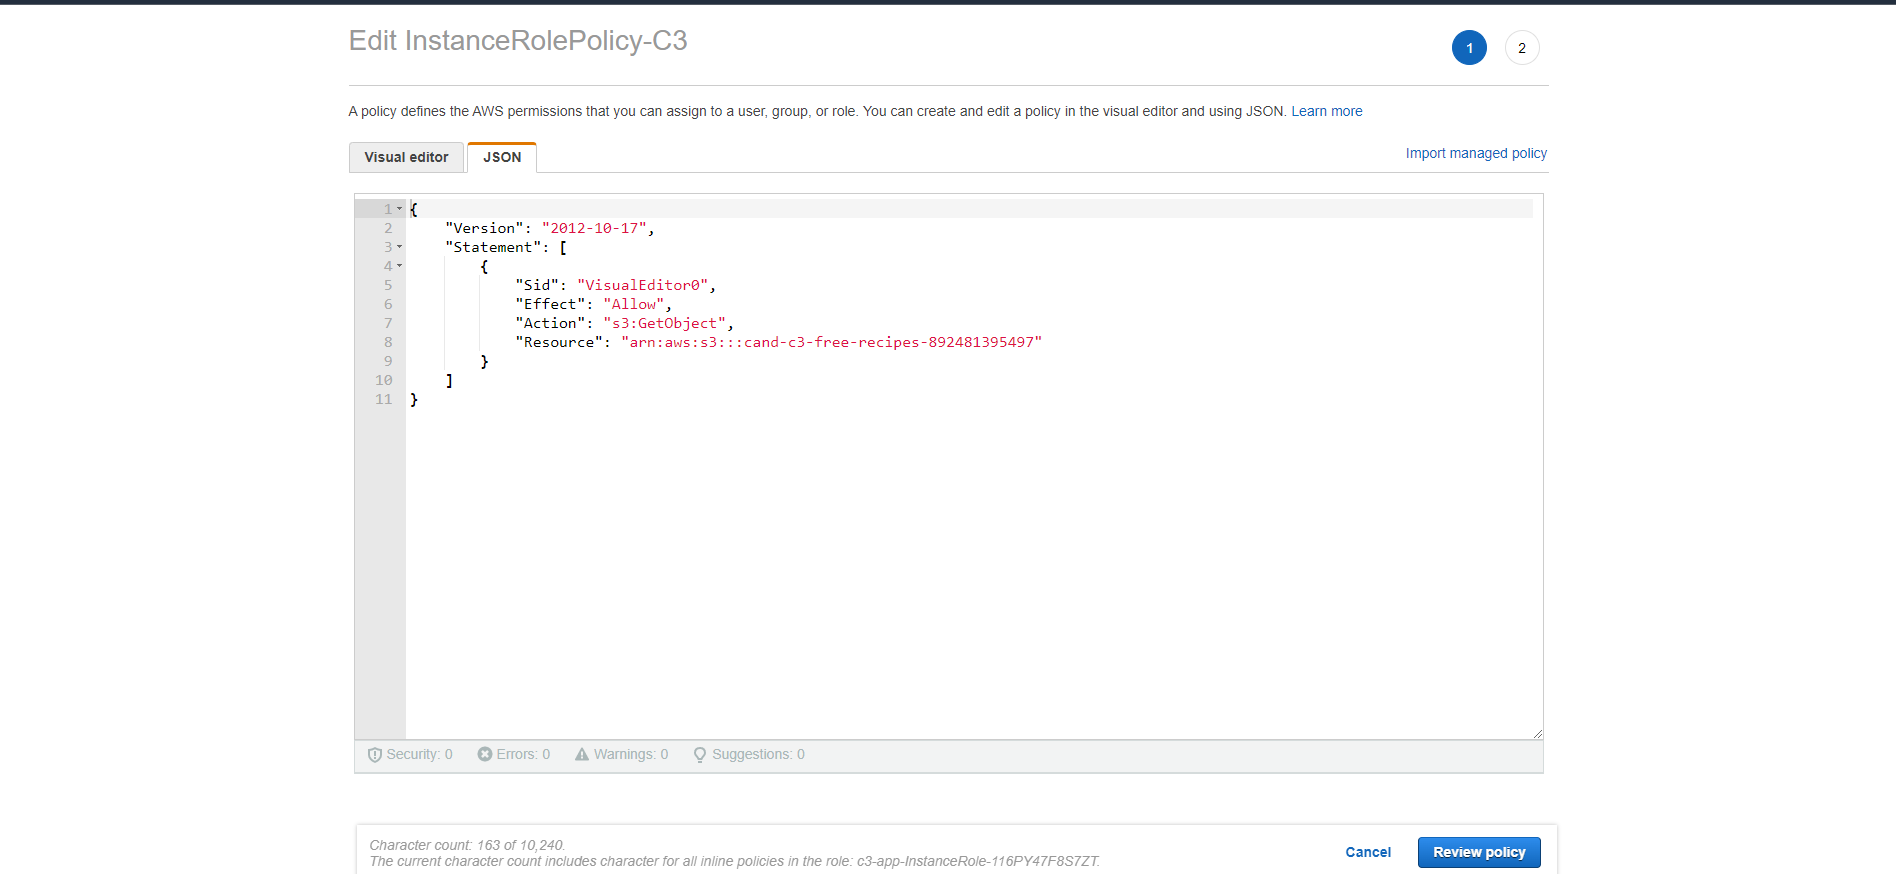 Edit InstanceRolePolicy-C3
1 2
A policy defines the AWS permissions that you can assign to a user, group, or role. You can create and edit a policy in the visual editor and using JSON. Learn more
Visual editor JSON Import managed policy
1 {
2 "Version": "2012-10-17",
3 "Statement": [
4 {
5 "Sid": "VisualEditor0",
6 "Effect": "Allow",
7 "Action": "s3:GetObject",
8 "Resource": "arn:aws:s3:::cand-c3-free-recipes-892481395497"
9 }
10 ]
11 }
Security: 0 Errors: 0 Warnings: 0 Suggestions: 0
Character count: 163 of 10,240.
The current character count includes character for all inline policies in the role: c3-app-InstanceRole-116PY47F8S7ZT.
Cancel Review policy